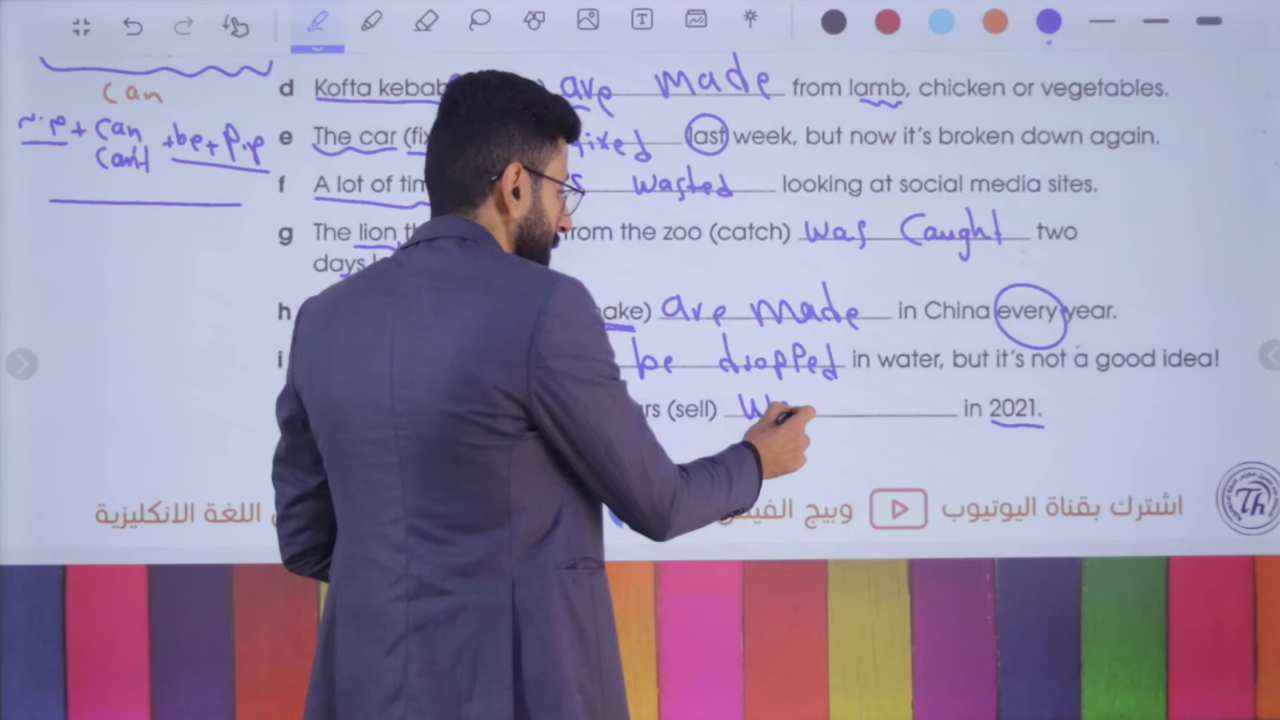 can
d Kofta kebab are made from lamb, chicken or vegetables.
+ can + be + p.p
can't
e The car (fix fixed last week, but now it's broken down again.
f A lot of tim wasted looking at social media sites.
g The lion th from the zoo (catch) was caught two
days
h ake) are made in China every year.
i be dropped in water, but it's not a good idea!
rs (sell) in 2021.
اشترك بقناة اليوتيوب وبيج الفيس اللغة الانكليزية
Th